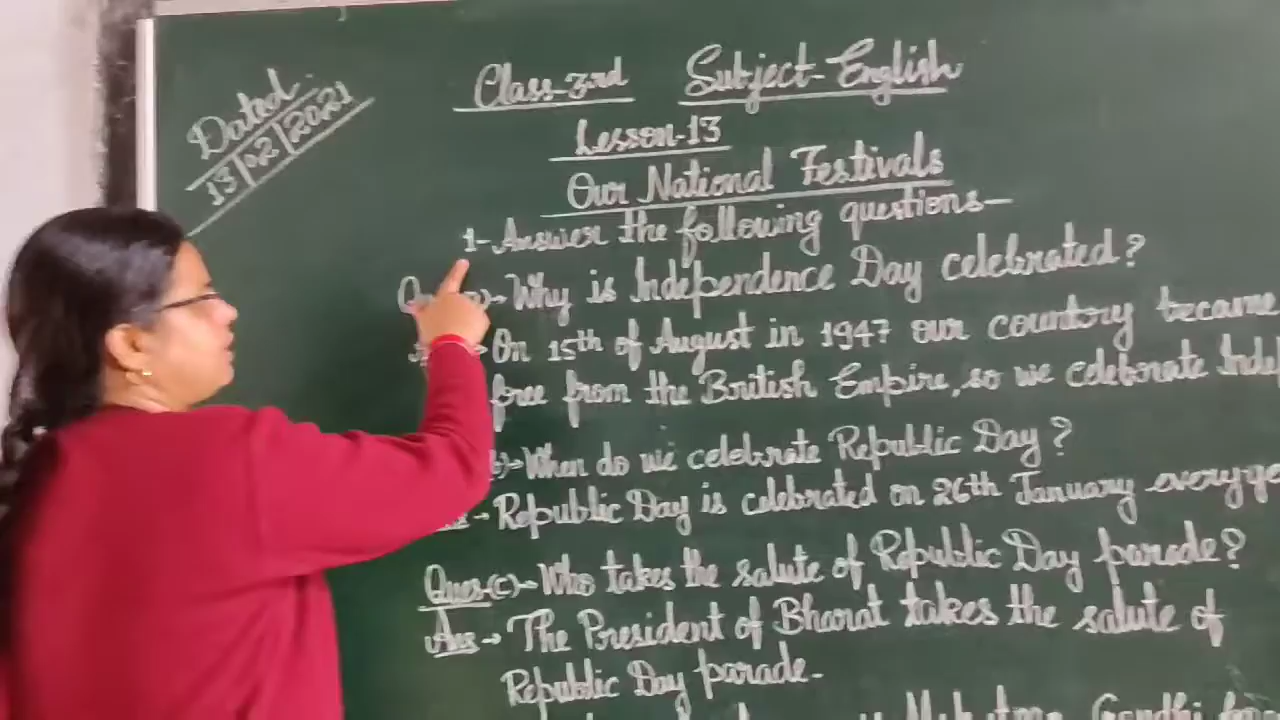 Dated
13/02/2021
Class-3rd Subject-English
Lesson-13
Our National Festivals
1- Answer the following questions-
Why is Independence Day celebrated?
On 15th of August in 1947 our country became
free from the British Empire, so we celebrate
(b)- When do we celebrate Republic Day?
- Republic Day is celebrated on 26th January
Ques(c)- Who takes the salute of Republic Day parade?
Ans - The President of Bharat takes the salute of
Republic Day parade.
Gandhi